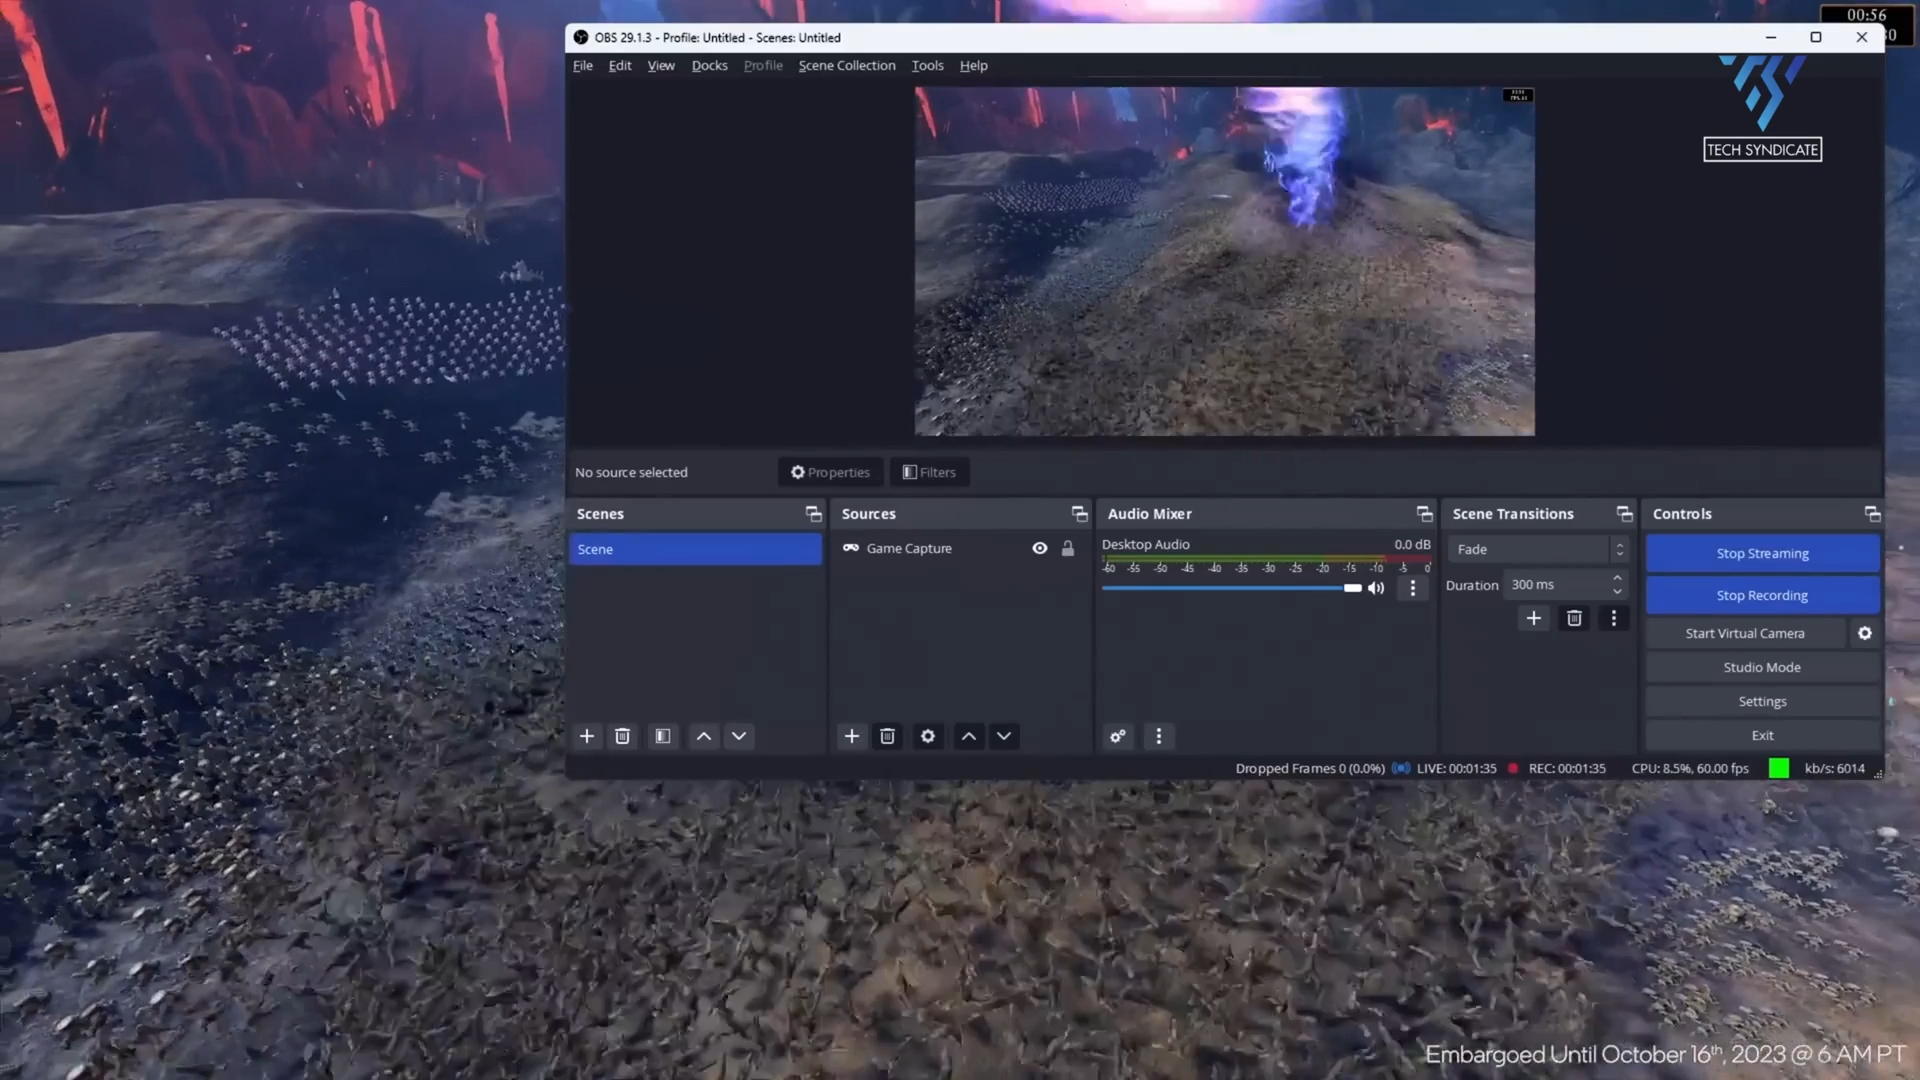 00:56
OBS 29.1.3 - Profile: Untitled - Scenes: Untitled
File Edit View Docks Profile Scene Collection Tools Help
TECH SYNDICATE
No source selected Properties Filters
Scenes Sources Audio Mixer Scene Transitions Controls
Scene
Game Capture
Desktop Audio 0.0 dB
-60 -55 -50 -45 -40 -35 -30 -25 -20 -15 -10 -5 0
Fade
Duration 300 ms
Stop Streaming
Stop Recording
Start Virtual Camera
Studio Mode
Settings
Exit
Dropped Frames 0 (0.0%) LIVE: 00:01:35 REC: 00:01:35 CPU: 8.5%, 60.00 fps kb/s: 6014
Embargoed Until October 16th, 2023 @ 6 AM PT